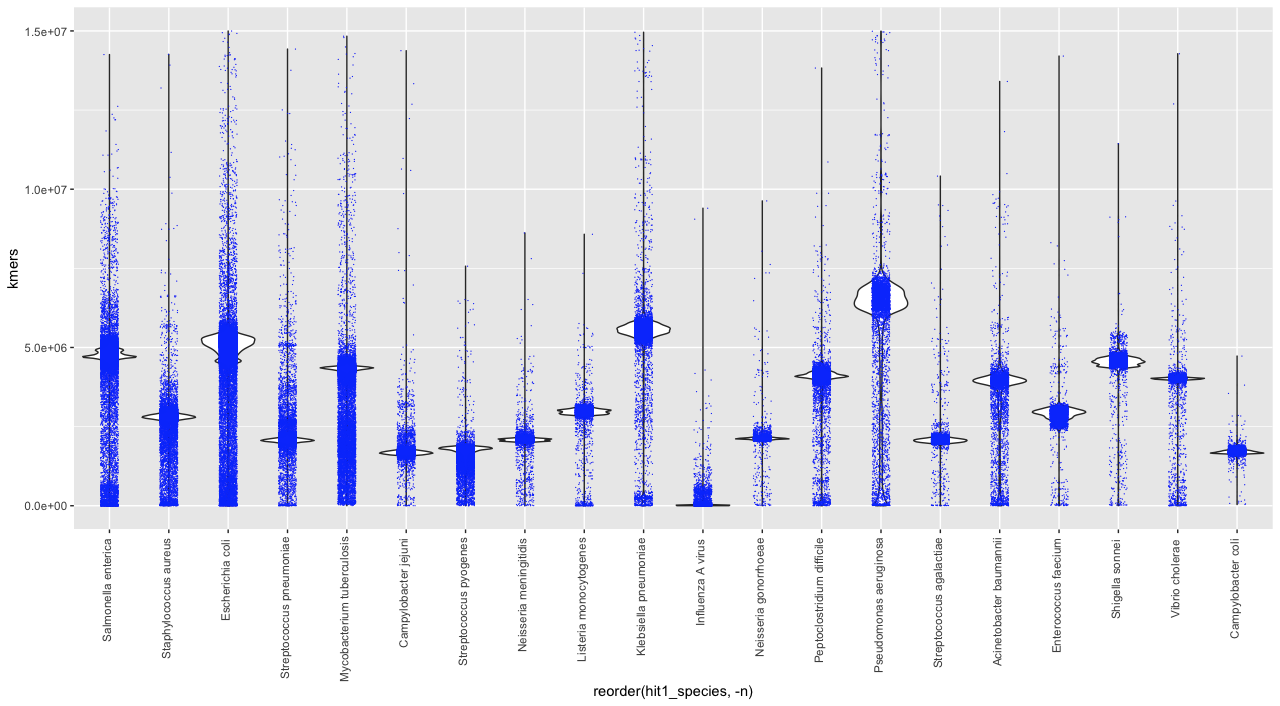 kmers
1.5e+07
1.0e+07
5.0e+06
0.0e+00
Salmonella enterica
Staphylococcus aureus
Escherichia coli
Streptococcus pneumoniae
Mycobacterium tuberculosis
Campylobacter jejuni
Streptococcus pyogenes
Neisseria meningitidis
Listeria monocytogenes
Klebsiella pneumoniae
Influenza A virus
Neisseria gonorrhoeae
Peptoclostridium difficile
Pseudomonas aeruginosa
Streptococcus agalactiae
Acinetobacter baumannii
Enterococcus faecium
Shigella sonnei
Vibrio cholerae
Campylobacter coli
reorder(hit1_species, -n)